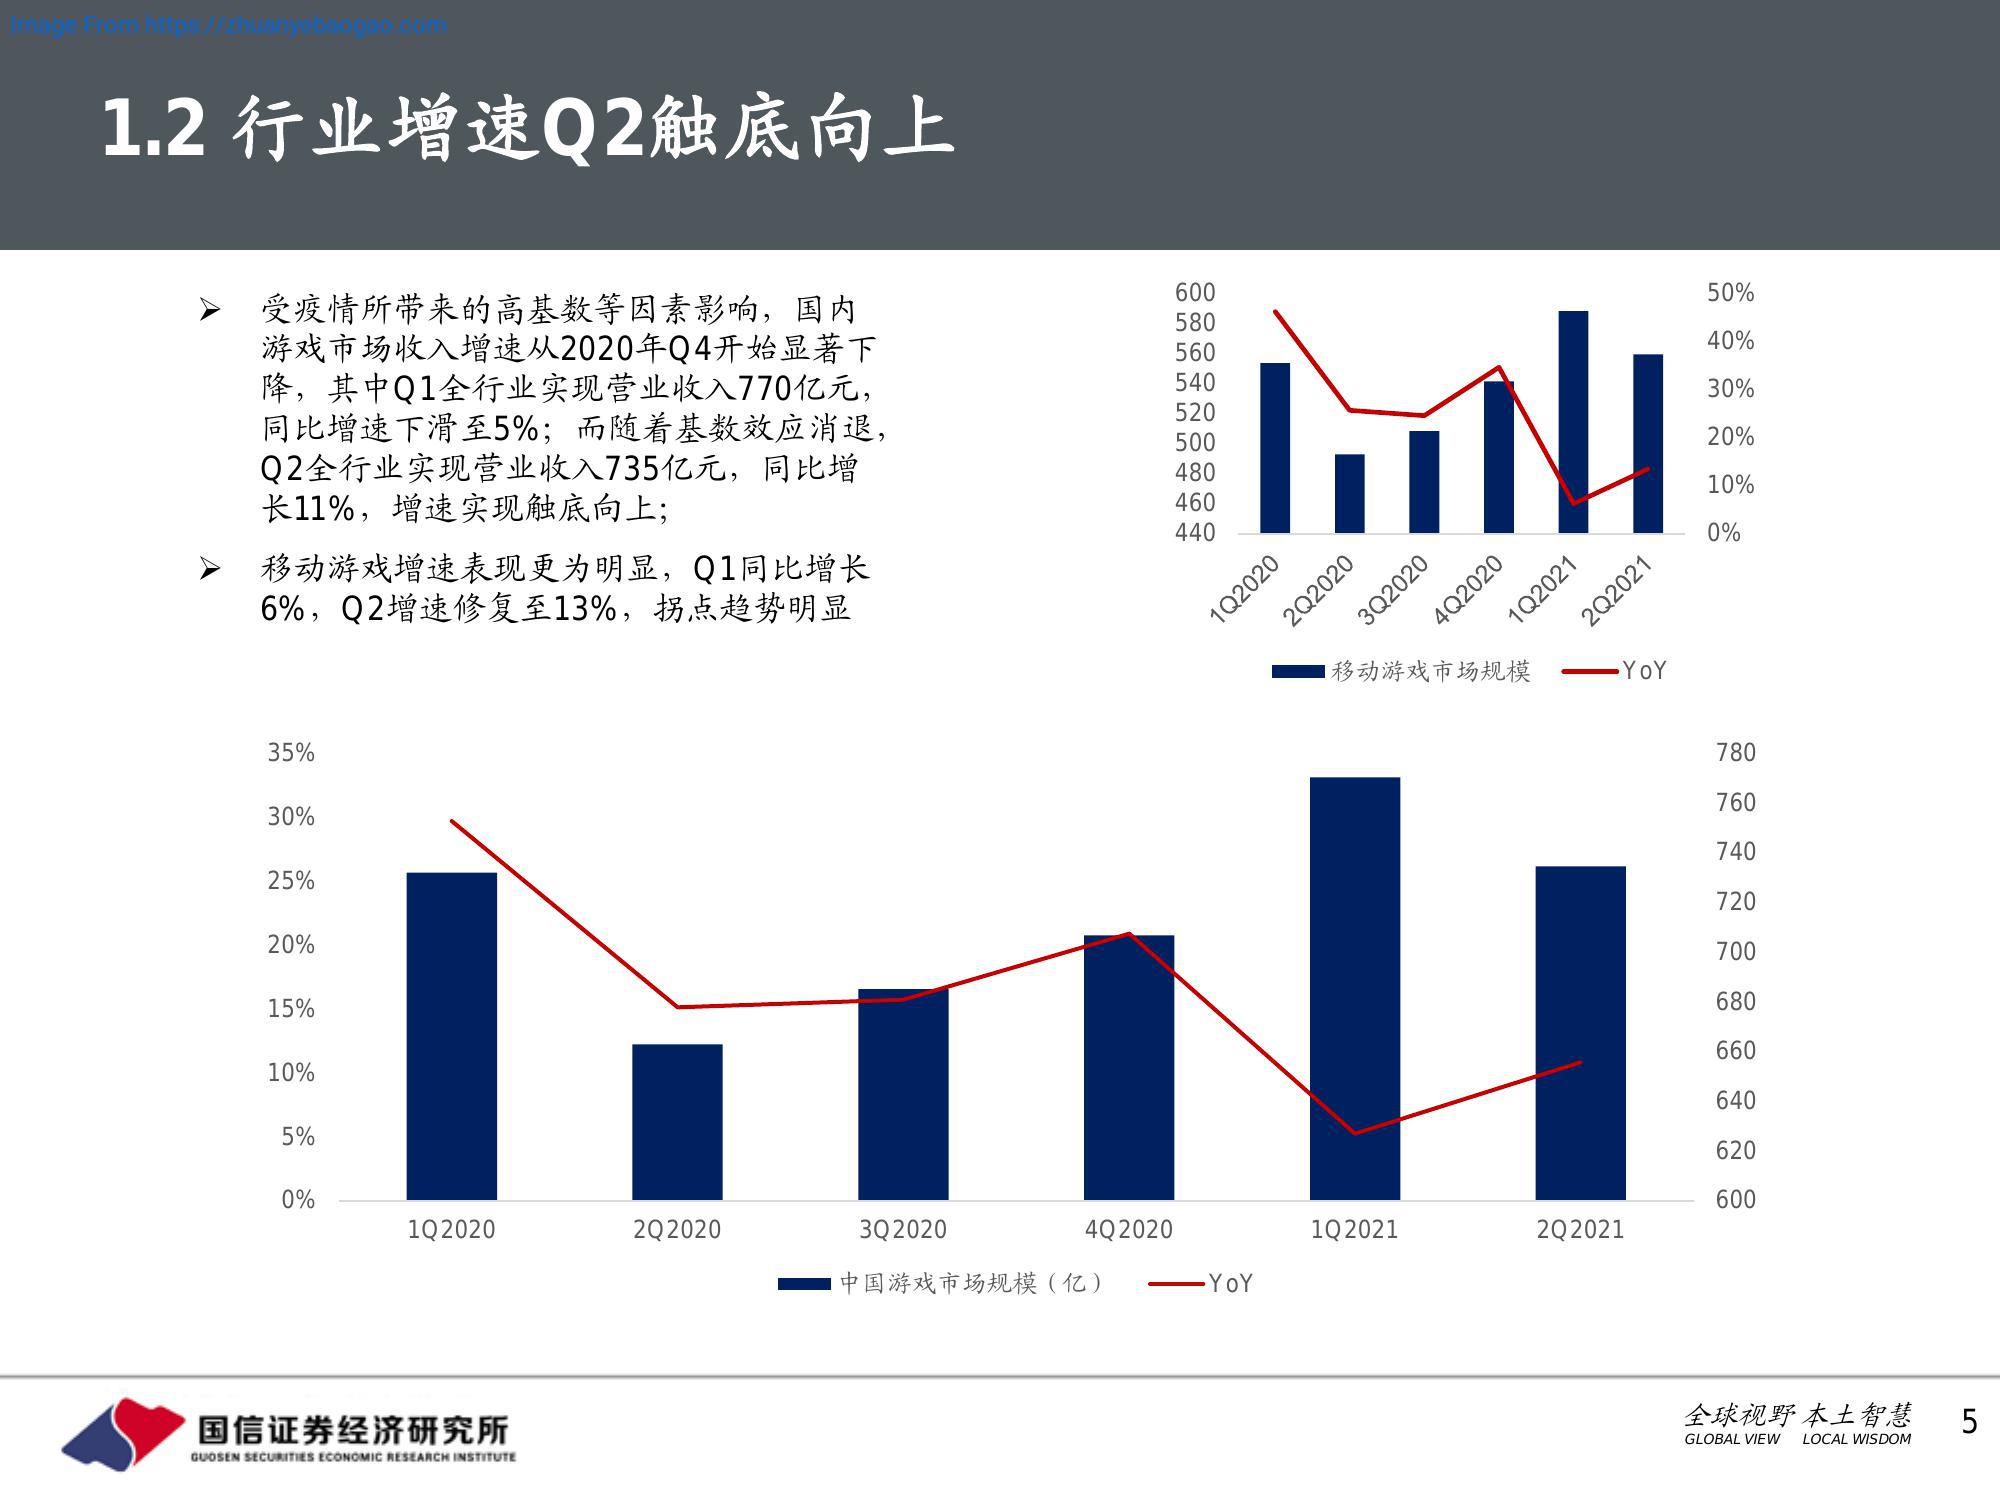 Image From https://zhuanyebaogao.com
1.2 行业增速Q2触底向上
受疫情所带来的高基数等因素影响，国内
游戏市场收入增速从2020年Q4开始显著下
降，其中Q1全行业实现营业收入770亿元，
同比增速下滑至5%；而随着基数效应消退，
Q2全行业实现营业收入735亿元，同比增
长11%，增速实现触底向上；
移动游戏增速表现更为明显，Q1同比增长
6%，Q2增速修复至13%，拐点趋势明显
600
580
560
540
520
500
480
460
440
50%
40%
30%
20%
10%
0%
1Q2020 2Q2020 3Q2020 4Q2020 1Q2021 2Q2021
移动游戏市场规模 YoY
35%
30%
25%
20%
15%
10%
5%
0%
780
760
740
720
700
680
660
640
620
600
1Q2020 2Q2020 3Q2020 4Q2020 1Q2021 2Q2021
中国游戏市场规模（亿） YoY
国信证券经济研究所
GUOSEN SECURITIES ECONOMIC RESEARCH INSTITUTE
全球视野 本土智慧
GLOBAL VIEW LOCAL WISDOM
5